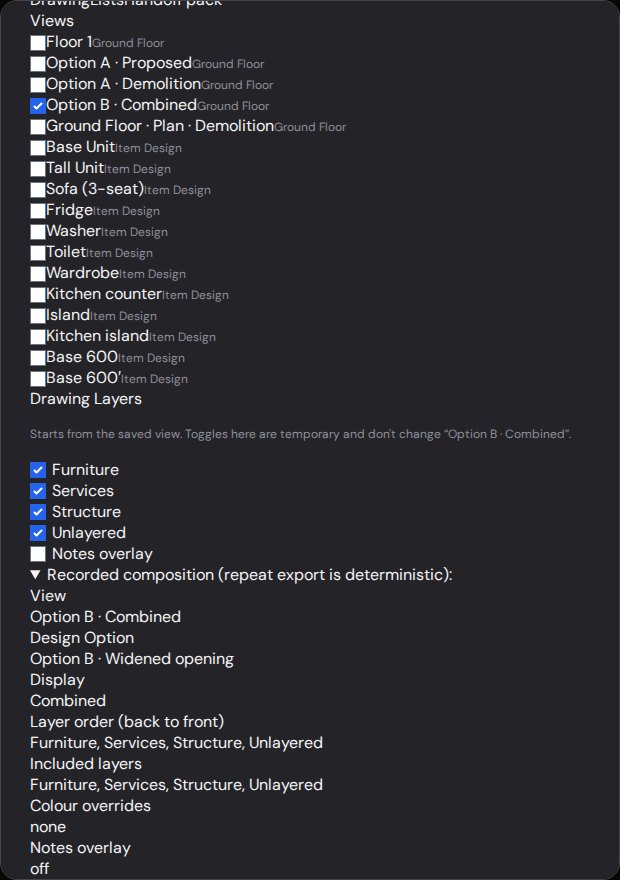 DrawingListsHandoff pack
Views
Floor 1Ground Floor
Option A · ProposedGround Floor
Option A · DemolitionGround Floor
Option B · CombinedGround Floor
Ground Floor · Plan · DemolitionGround Floor
Base UnitItem Design
Tall UnitItem Design
Sofa (3-seat)Item Design
FridgeItem Design
WasherItem Design
ToiletItem Design
WardrobeItem Design
Kitchen counterItem Design
IslandItem Design
Kitchen islandItem Design
Base 600Item Design
Base 600′Item Design
Drawing Layers
Starts from the saved view. Toggles here are temporary and don't change “Option B · Combined”.
Furniture
Services
Structure
Unlayered
Notes overlay
Recorded composition (repeat export is deterministic):
View
Option B · Combined
Design Option
Option B · Widened opening
Display
Combined
Layer order (back to front)
Furniture, Services, Structure, Unlayered
Included layers
Furniture, Services, Structure, Unlayered
Colour overrides
none
Notes overlay
off